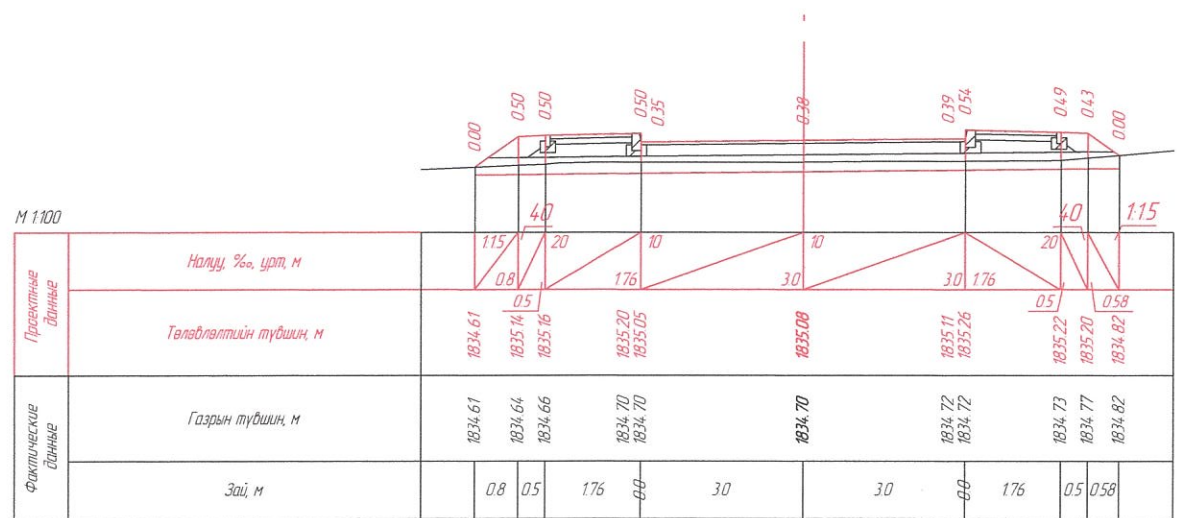 0.00 0.50 0.50 0.50 0.35 0.38 0.39 0.54 0.49 0.43 0.00
М 1:100
40 40 1:1.5
Проектные данные
Налуу, ‰, урт, м
1:1.5 20 10 10 20
0.8 1.76 3.0 3.0 1.76
0.5 0.5 0.58
Төлөвлөлтийн түвшин, м
1834.61 1835.14 1835.16 1835.20 1835.05 1835.08 1835.11 1835.26 1835.22 1835.20 1834.82
Фактические данные
Газрын түвшин, м
1834.61 1834.64 1834.66 1834.70 1834.70 1834.70 1834.72 1834.72 1834.73 1834.77 1834.82
Зай, м
0.8 0.5 1.76 0.0 3.0 3.0 0.0 1.76 0.5 0.58